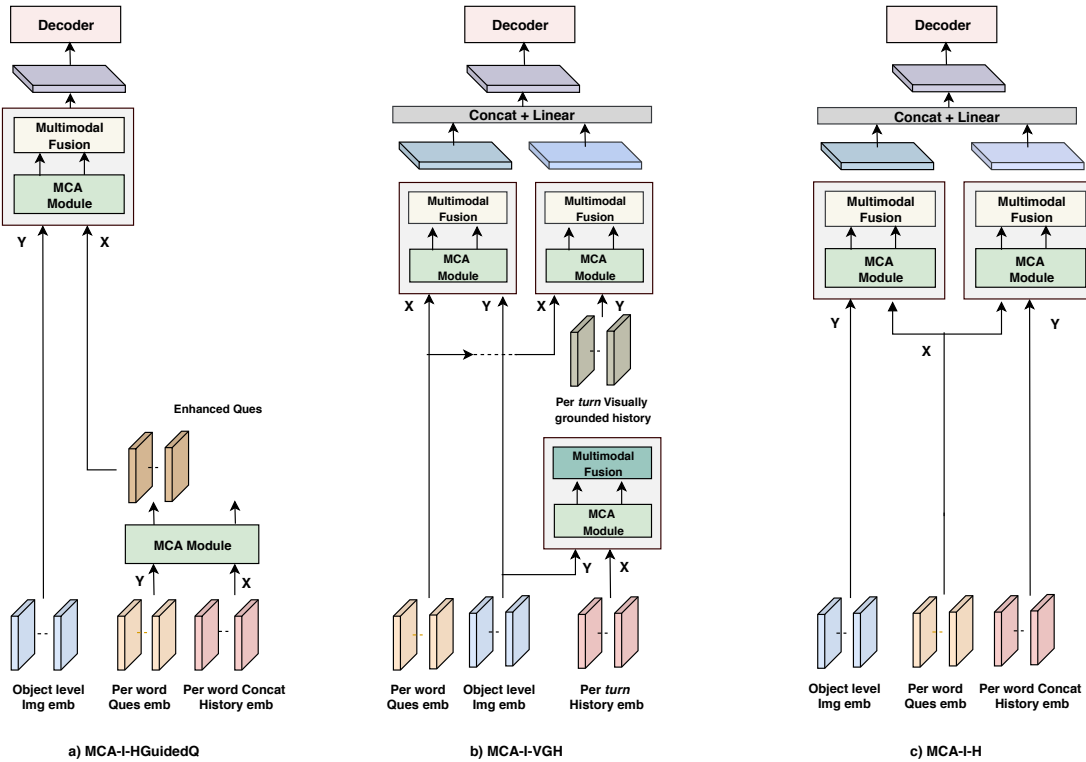 Decoder
Multimodal
Fusion
MCA
Module
Y
X
Enhanced Ques
MCA Module
Y
X
Object level
Img emb
Per word
Ques emb
Per word Concat
History emb
a) MCA-I-HGuidedQ
Decoder
Concat + Linear
Multimodal
Fusion
MCA
Module
Multimodal
Fusion
MCA
Module
X
Y
X
Y
Per turn Visually
grounded history
Multimodal
Fusion
MCA
Module
Y
X
Per word
Ques emb
Object level
Img emb
Per turn
History emb
b) MCA-I-VGH
Decoder
Concat + Linear
Multimodal
Fusion
MCA
Module
Multimodal
Fusion
MCA
Module
Y
X
Y
Object level
Img emb
Per word
Ques emb
Per word Concat
History emb
c) MCA-I-H